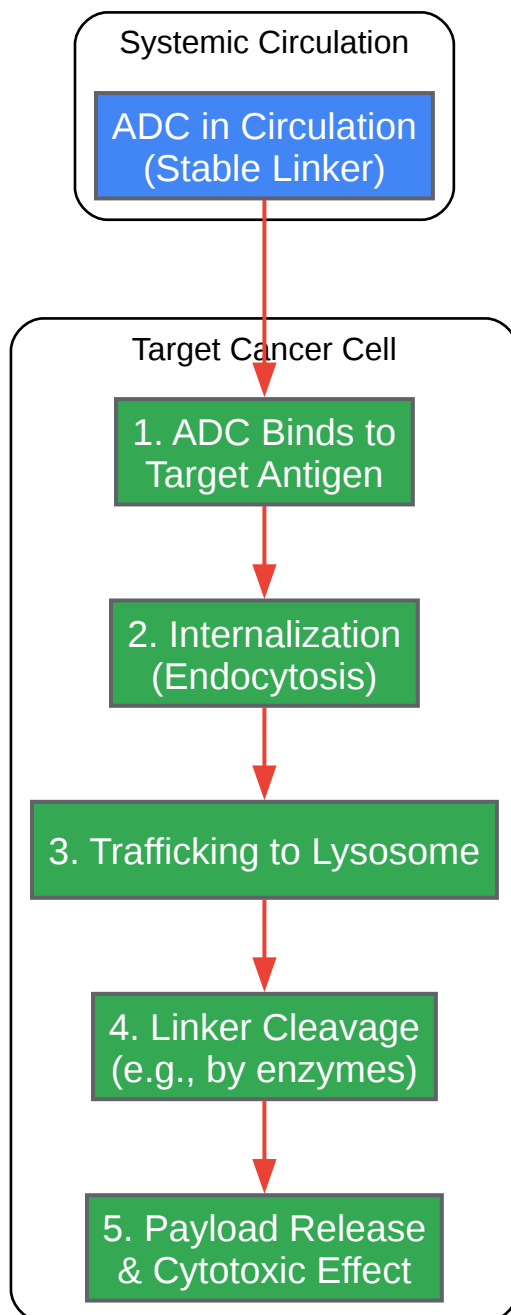 Systemic Circulation
ADC in Circulation
(Stable Linker)
Target Cancer Cell
1. ADC Binds to
Target Antigen
2. Internalization
(Endocytosis)
3. Trafficking to Lysosome
4. Linker Cleavage
(e.g., by enzymes)
5. Payload Release
& Cytotoxic Effect